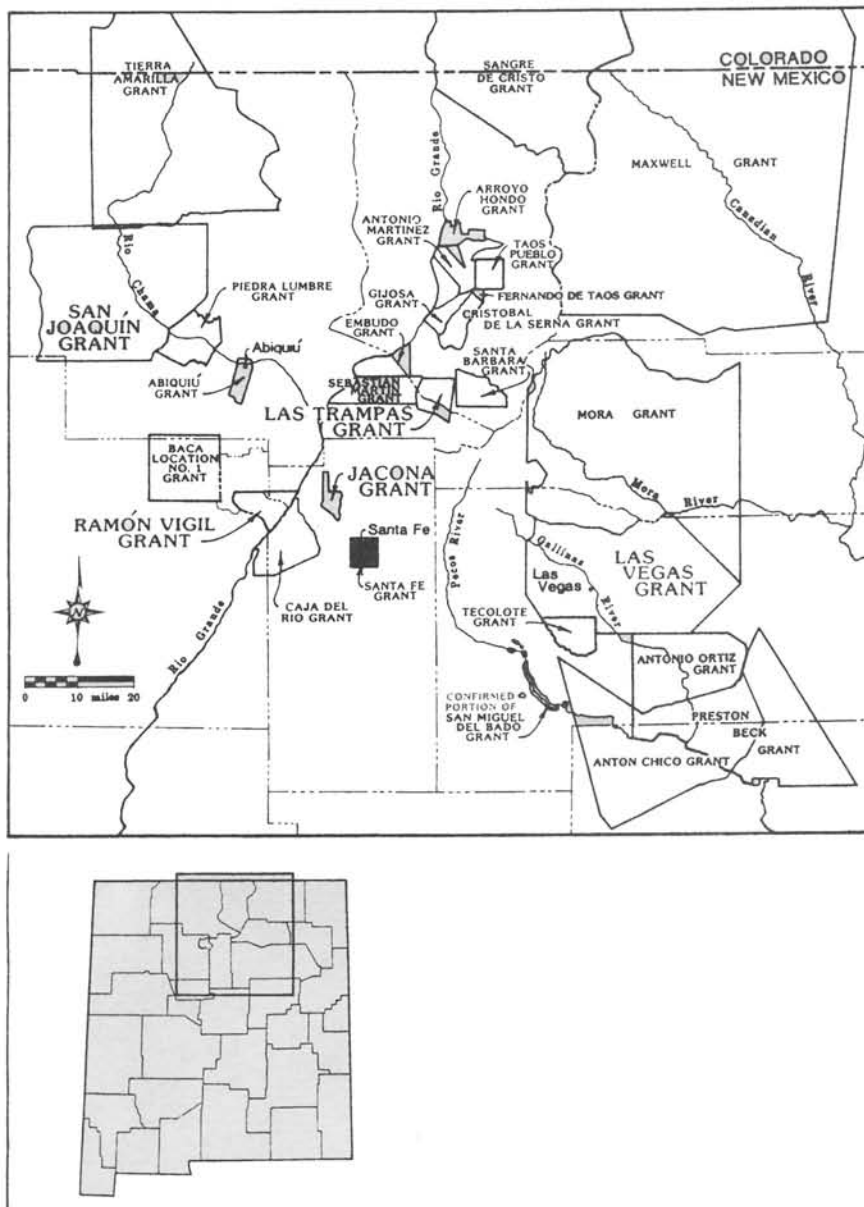 TIERRA
AMARILLA
GRANT
SANGRE
DE CRISTO
GRANT
COLORADO
NEW MEXICO
MAXWELL GRANT
Rio Grande
Canadian
River
ARROYO
HONDO
GRANT
ANTONIO
MARTINEZ
GRANT
TAOS
PUEBLO
GRANT
Rio
Chama
PIEDRA LUMBRE
GRANT
GIJOSA
GRANT
FERNANDO DE TAOS GRANT
CRISTOBAL
DE LA SERNA GRANT
SAN
JOAQUÍN
GRANT
EMBUDO
GRANT
Abiquiú
SANTA
BARBARA
GRANT
ABIQUIÚ
GRANT
SEBASTIAN
MARTIN
GRANT
LAS TRAMPAS
GRANT
MORA GRANT
BACA
LOCATION
NO. 1
GRANT
JACONA
GRANT
Mora
River
RAMÓN VIGIL
GRANT
Santa Fe
Pecos River
Gallinas
River
LAS
VEGAS
GRANT
Las
Vegas
SANTA FE
GRANT
CAJA DEL
RIO GRANT
TECOLOTE
GRANT
N
Rio Grande
0 10 miles 20
ANTONIO ORTIZ
GRANT
CONFIRMED
PORTION OF
SAN MIGUEL
DEL BADO
GRANT
PRESTON
BECK
GRANT
ANTON CHICO GRANT